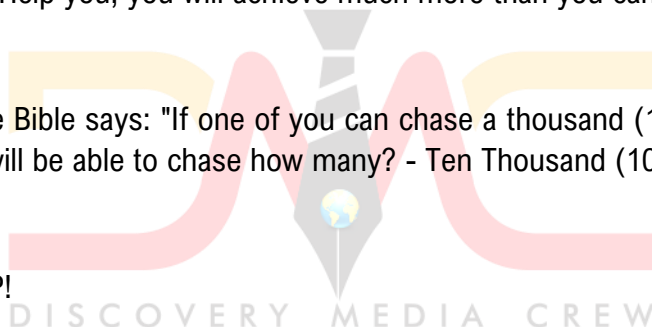 Help you, you will achieve much more than you can
e Bible says: "If one of you can chase a thousand (1
will be able to chase how many? - Ten Thousand (10
?!
DMC
DISCOVERY MEDIA CREW